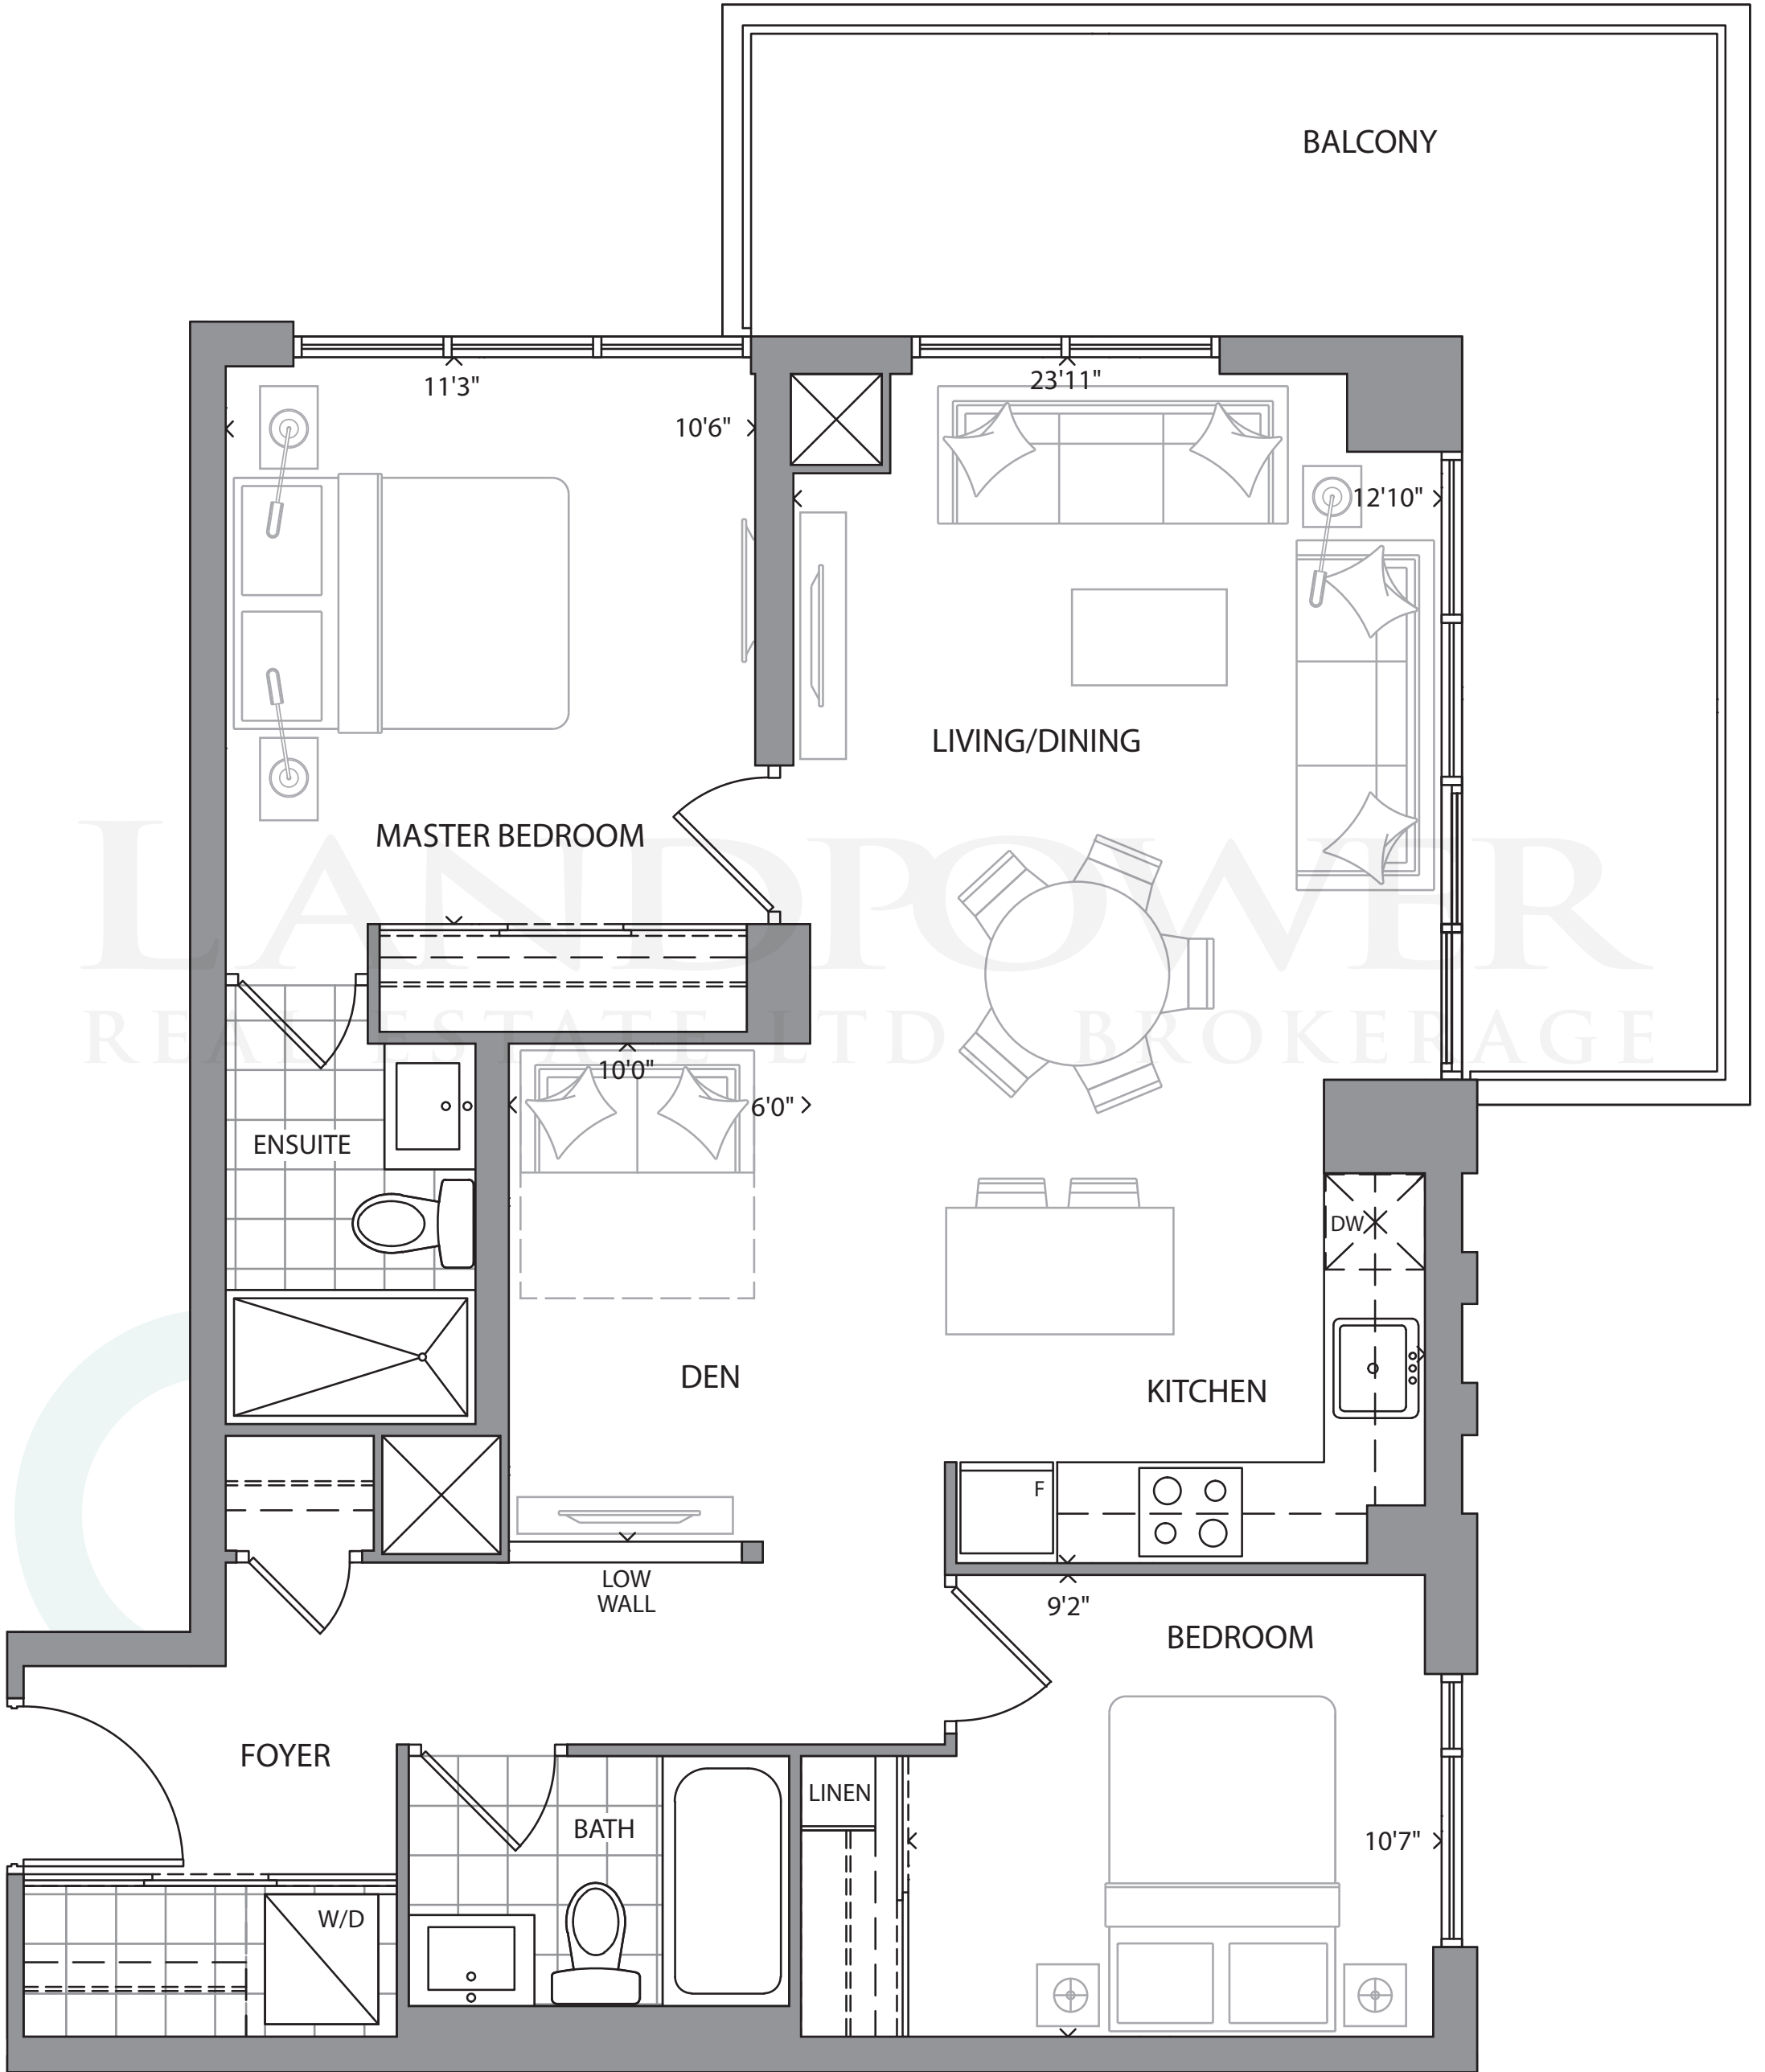 BALCONY
11'3"
23'11"
10'6"
12'10"
LIVING/DINING
MASTER BEDROOM
LANDPOWER
REAL ESTATE LTD BROKERAGE
10'0"
6'0"
ENSUITE
DW
DEN
KITCHEN
F
LOW
WALL
9'2"
BEDROOM
FOYER
LINEN
BATH
10'7"
W/D